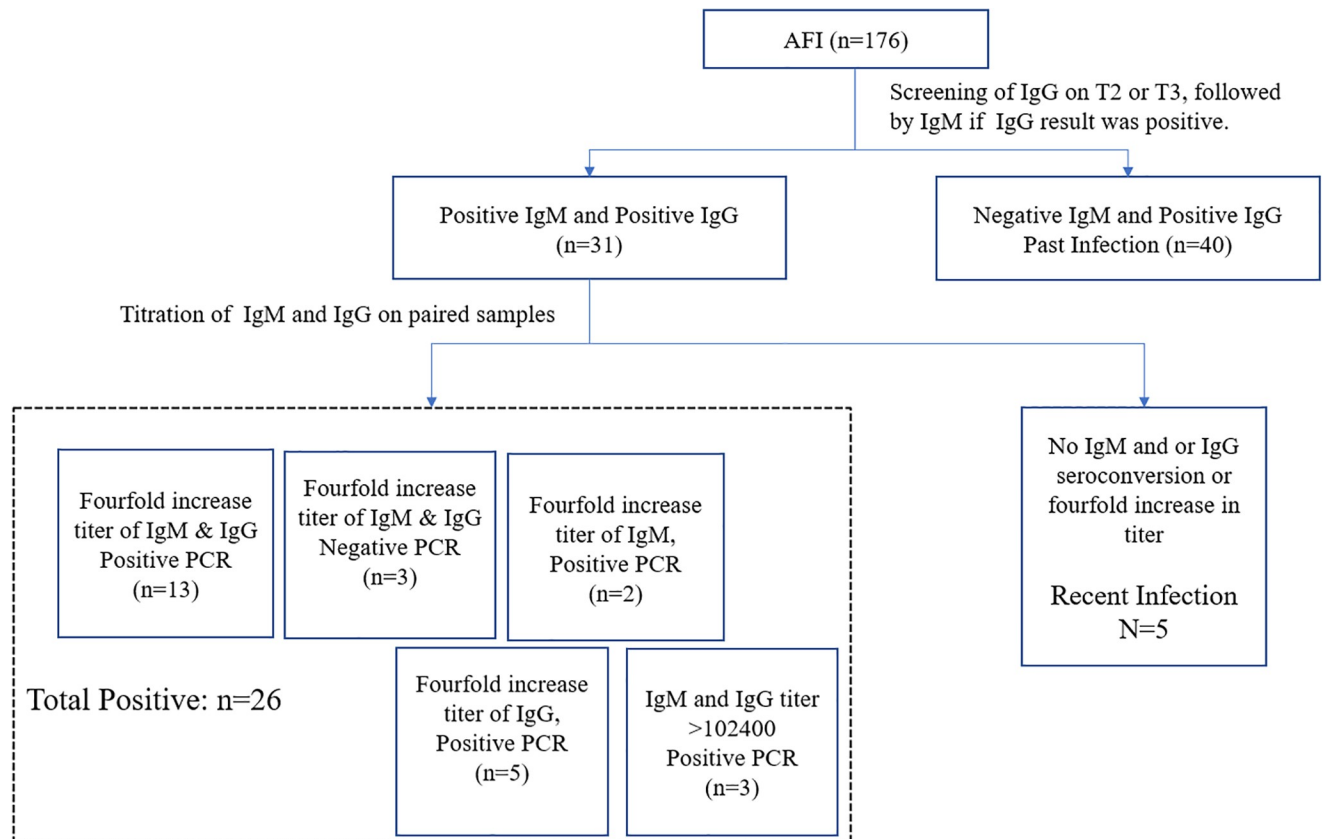 AFI (n=176)
Screening of IgG on T2 or T3, followed
by IgM if IgG result was positive.
Positive IgM and Positive IgG
(n=31)
Negative IgM and Positive IgG
Past Infection (n=40)
Titration of IgM and IgG on paired samples
Fourfold increase
titer of IgM & IgG
Positive PCR
(n=13)
Fourfold increase
titer of IgM & IgG
Negative PCR
(n=3)
Fourfold increase
titer of IgM,
Positive PCR
(n=2)
No IgM and or IgG
seroconversion or
fourfold increase in
titer
Recent Infection
N=5
Total Positive: n=26
Fourfold increase
titer of IgG,
Positive PCR
(n=5)
IgM and IgG titer
>102400
Positive PCR
(n=3)